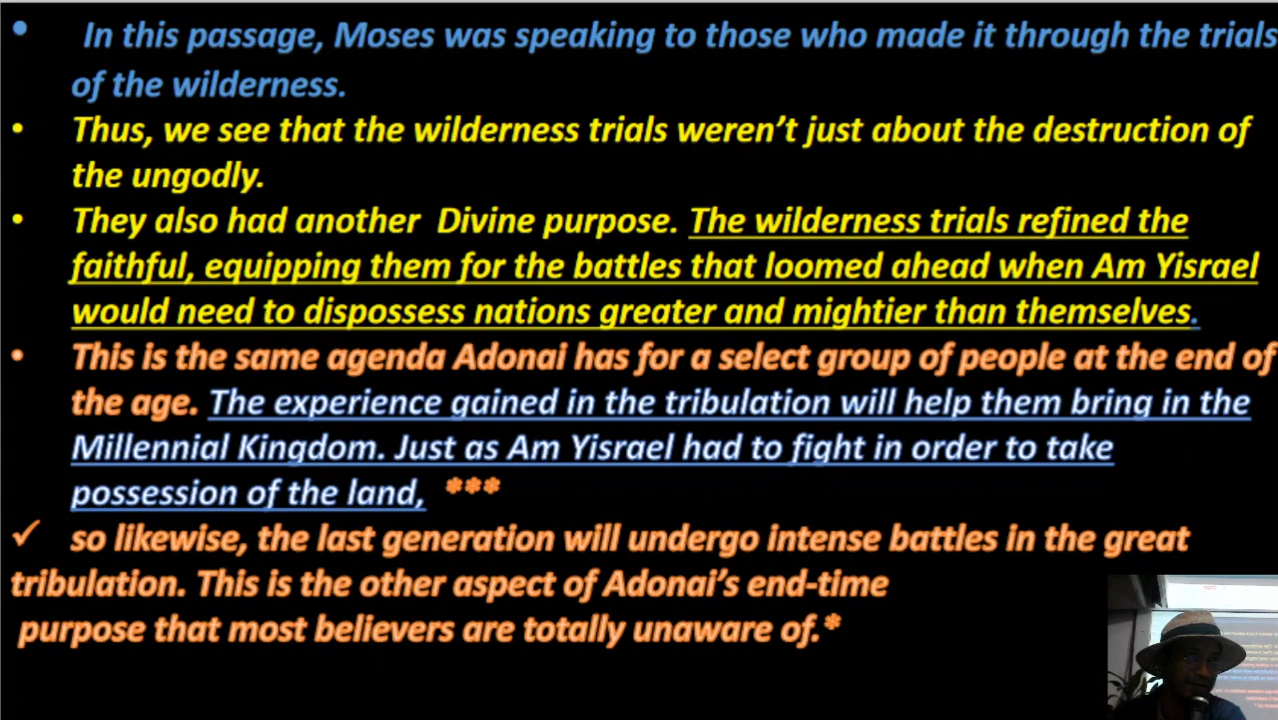 • In this passage, Moses was speaking to those who made it through the trials
of the wilderness.
• Thus, we see that the wilderness trials weren’t just about the destruction of
the ungodly.
• They also had another  Divine purpose. The wilderness trials refined the
faithful, equipping them for the battles that loomed ahead when Am Yisrael
would need to dispossess nations greater and mightier than themselves.
• This is the same agenda Adonai has for a select group of people at the end of
the age. The experience gained in the tribulation will help them bring in the
Millennial Kingdom. Just as Am Yisrael had to fight in order to take
possession of the land,  ***
✓ so likewise, the last generation will undergo intense battles in the great
tribulation. This is the other aspect of Adonai’s end-time
purpose that most believers are totally unaware of.*